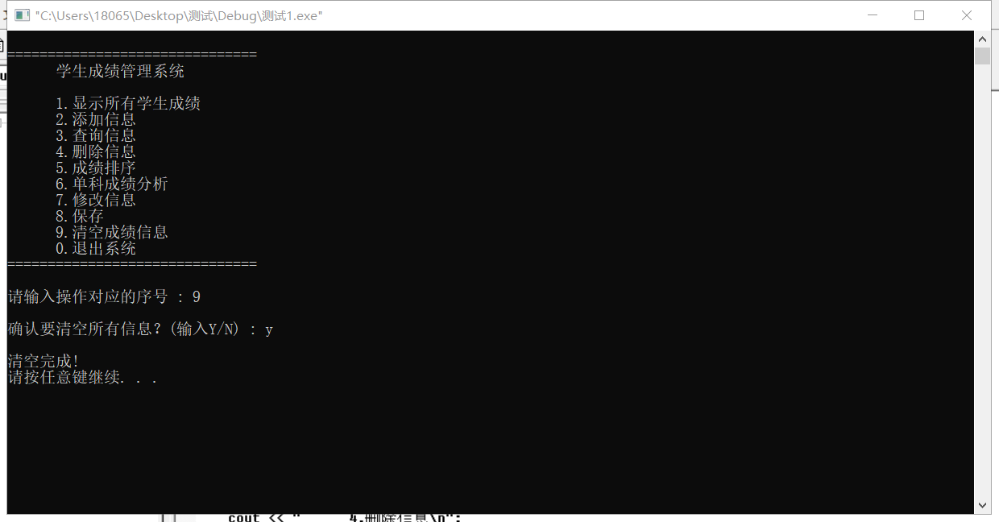 "C:\Users\18065\Desktop\测试\Debug\测试1.exe"
===============================
学生成绩管理系统
1.显示所有学生成绩
2.添加信息
3.查询信息
4.删除信息
5.成绩排序
6.单科成绩分析
7.修改信息
8.保存
9.清空成绩信息
0.退出系统
===============================
请输入操作对应的序号 : 9
确认要清空所有信息？(输入Y/N) : y
清空完成!
请按任意键继续. . .
cout << " 4.删除信息\n";